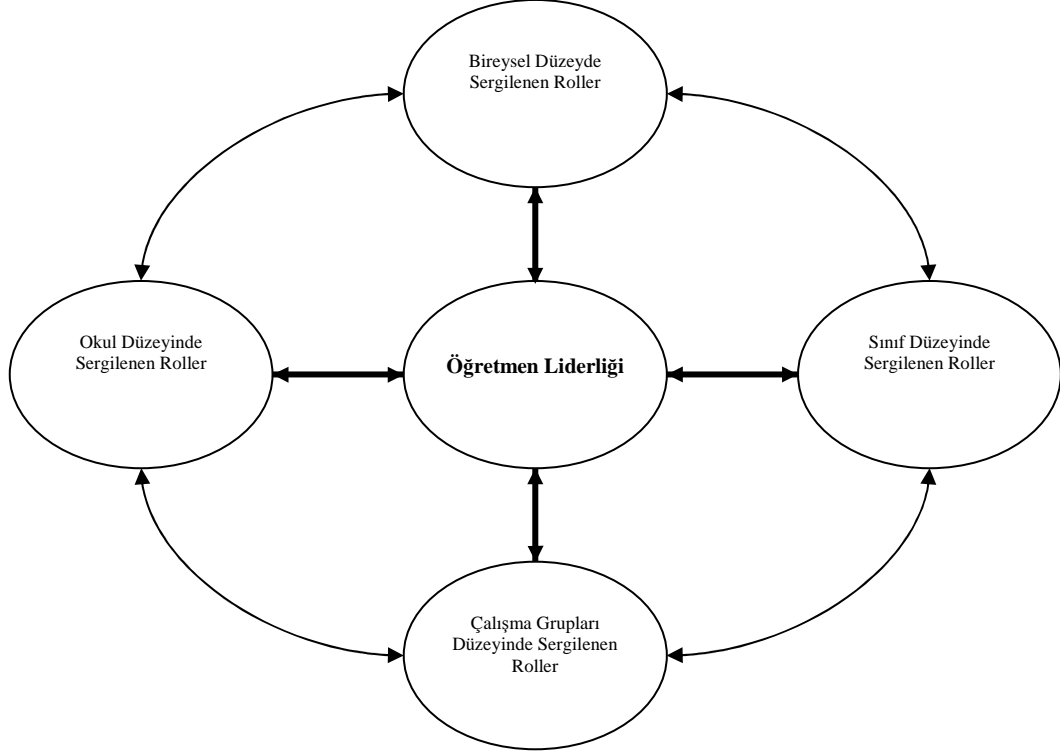 Bireysel Düzeyde
Sergilenen Roller
Okul Düzeyinde
Sergilenen Roller
Öğretmen Liderliği
Sınıf Düzeyinde
Sergilenen Roller
Çalışma Grupları
Düzeyinde Sergilenen
Roller